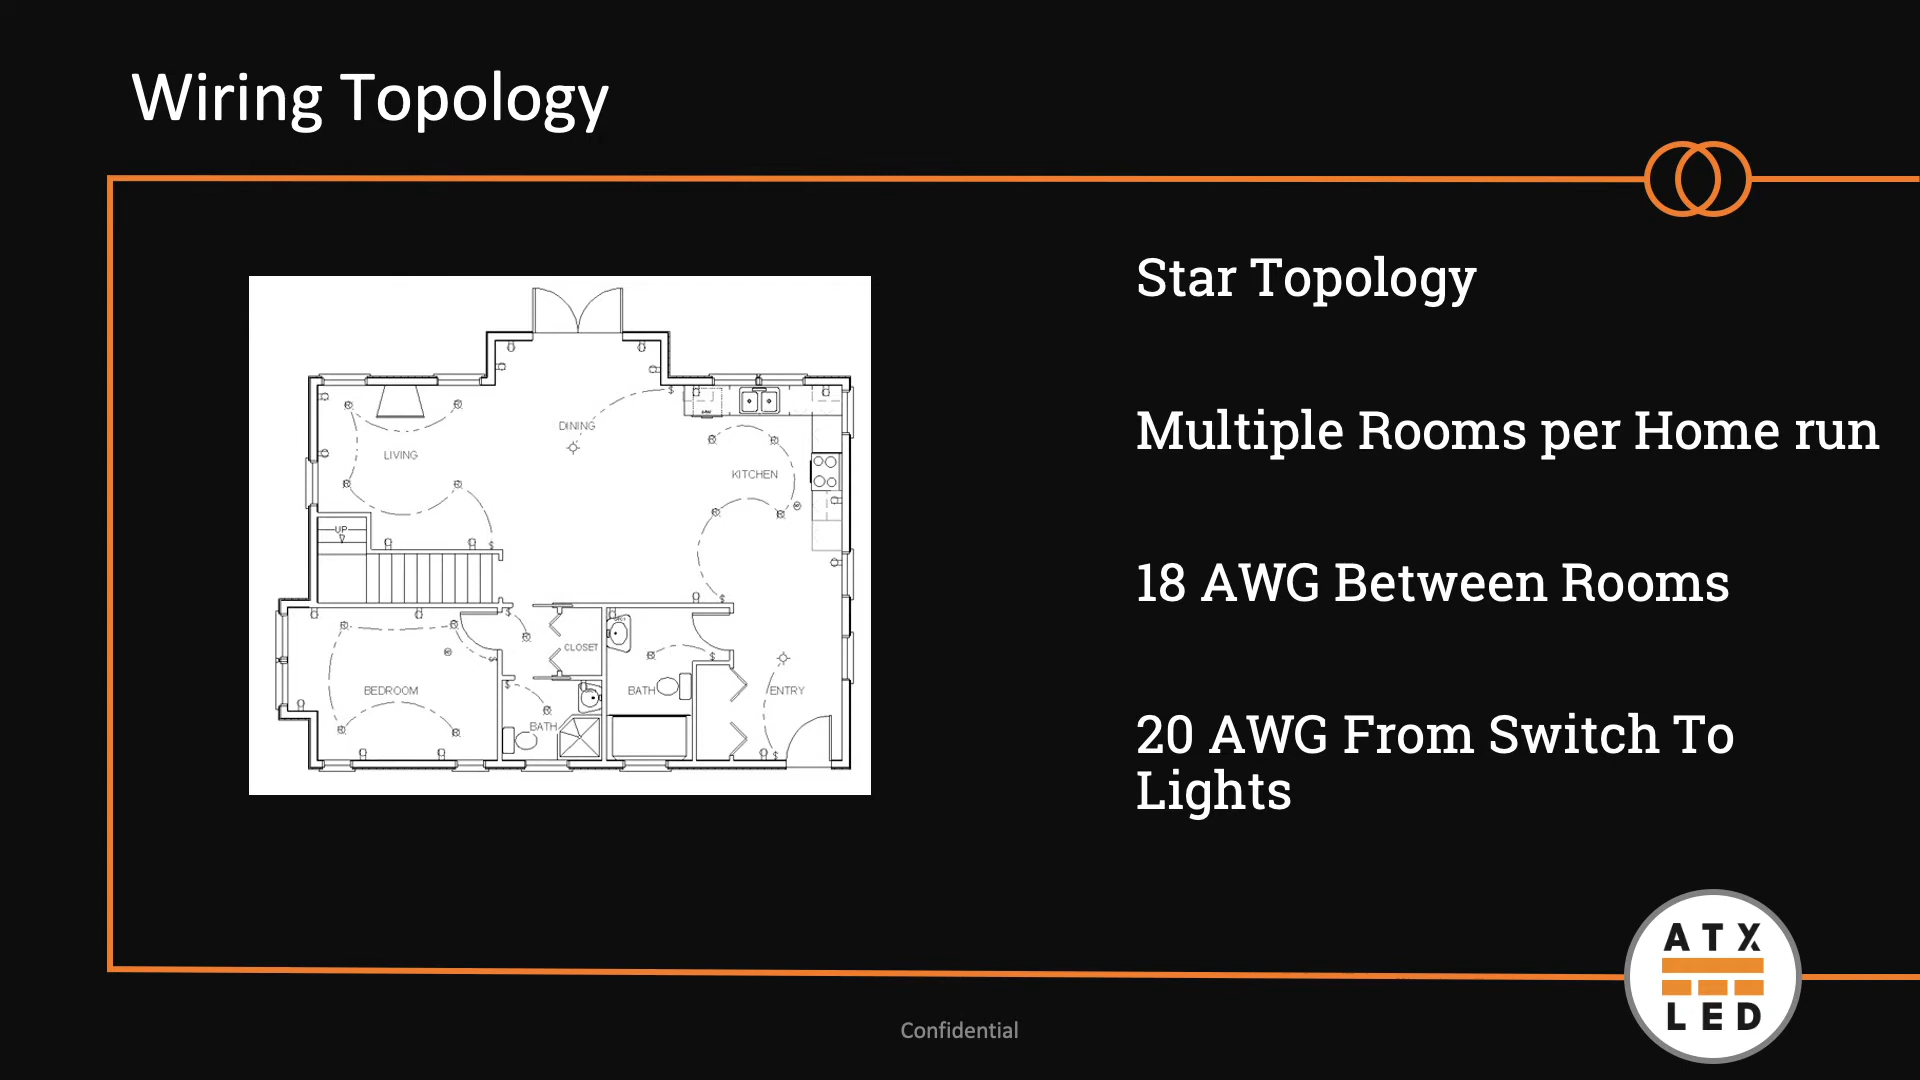 Wiring Topology
Star Topology
Multiple Rooms per Home run
18 AWG Between Rooms
20 AWG From Switch To
Lights
DINING
LIVING
KITCHEN
UP
CLOSET
BEDROOM
BATH
ENTRY
BATH
ATX
LED
Confidential